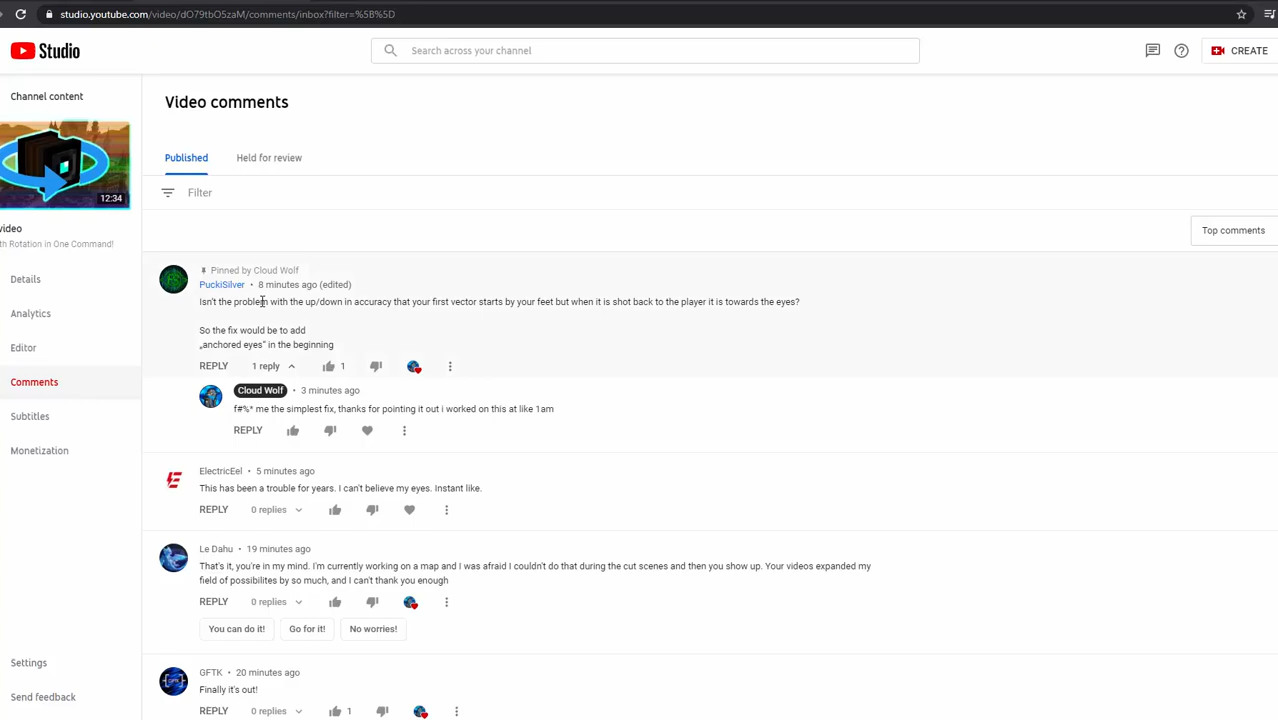 studio.youtube.com/video/dO79tbO5zaM/comments/inbox?filter=%5B%5D
Studio
Search across your channel
CREATE
Channel content
12:34
video
th Rotation in One Command!
Details
Analytics
Editor
Comments
Subtitles
Monetization
Settings
Send feedback
Video comments
Published
Held for review
Filter
Top comments
Pinned by Cloud Wolf
PuckiSilver • 8 minutes ago (edited)
Isn't the problem with the up/down in accuracy that your first vector starts by your feet but when it is shot back to the player it is towards the eyes?
So the fix would be to add
„anchored eyes" in the beginning
REPLY 1 reply 1
Cloud Wolf • 3 minutes ago
f#%* me the simplest fix, thanks for pointing it out i worked on this at like 1am
REPLY
ElectricEel • 5 minutes ago
This has been a trouble for years. I can't believe my eyes. Instant like.
REPLY 0 replies
Le Dahu • 19 minutes ago
That's it, you're in my mind. I'm currently working on a map and I was afraid I couldn't do that during the cut scenes and then you show up. Your videos expanded my
field of possibilites by so much, and I can't thank you enough
REPLY 0 replies
You can do it! Go for it! No worries!
GFTK • 20 minutes ago
Finally it's out!
REPLY 0 replies 1